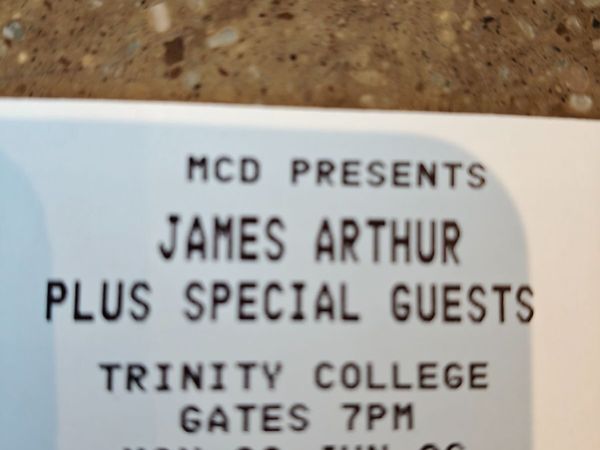 MCD PRESENTS
JAMES ARTHUR
PLUS SPECIAL GUESTS
TRINITY COLLEGE
GATES 7PM